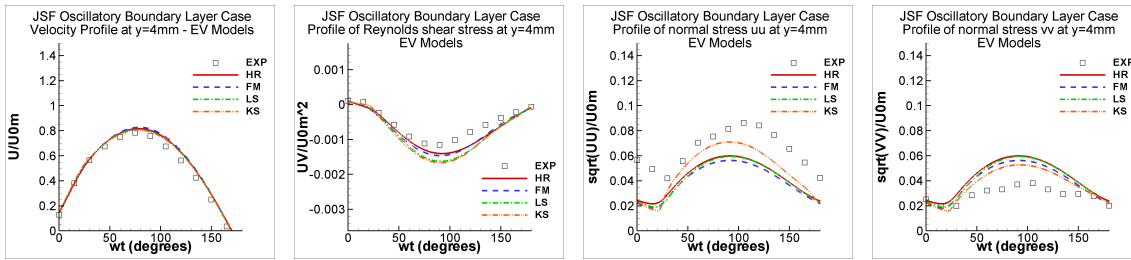 JSF Oscillatory Boundary Layer Case
Velocity Profile at y=4mm - EV Models
U/U0m
1.4
1.2
1
0.8
0.6
0.4
0.2
0
0
50
100
150
wt (degrees)
EXP
HR
FM
LS
KS
JSF Oscillatory Boundary Layer Case
Profile of Reynolds shear stress at y=4mm
EV Models
UV/U0m^2
0.001
0
-0.001
-0.002
-0.003
0
50
100
150
wt (degrees)
EXP
HR
FM
LS
KS
JSF Oscillatory Boundary Layer Case
Profile of normal stress uu at y=4mm
EV Models
sqrt(UU)/U0m
0.14
0.12
0.1
0.08
0.06
0.04
0.02
0
0
50
100
150
wt (degrees)
EXP
HR
FM
LS
KS
JSF Oscillatory Boundary Layer Case
Profile of normal stress vv at y=4mm
EV Models
sqrt(VV)/U0m
0.14
0.12
0.1
0.08
0.06
0.04
0.02
0
0
50
100
150
wt (degrees)
EXP
HR
FM
LS
KS